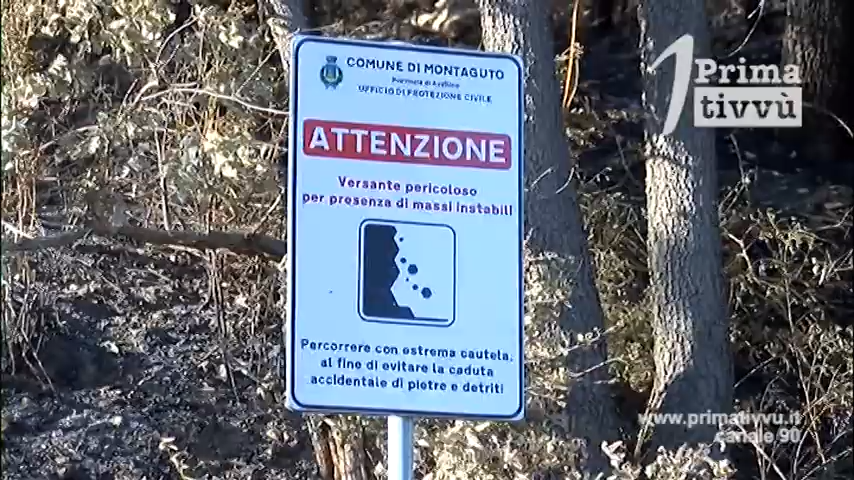 COMUNE DI MONTAGUTO
Provincia di Avellino
UFFICIO DI PROTEZIONE CIVILE
ATTENZIONE
Versante pericoloso
per presenza di massi instabili
Percorrere con estrema cautela,
al fine di evitare la caduta
accidentale di pietre e detriti
Prima
tivvù
www.primativvu.it
canale 90